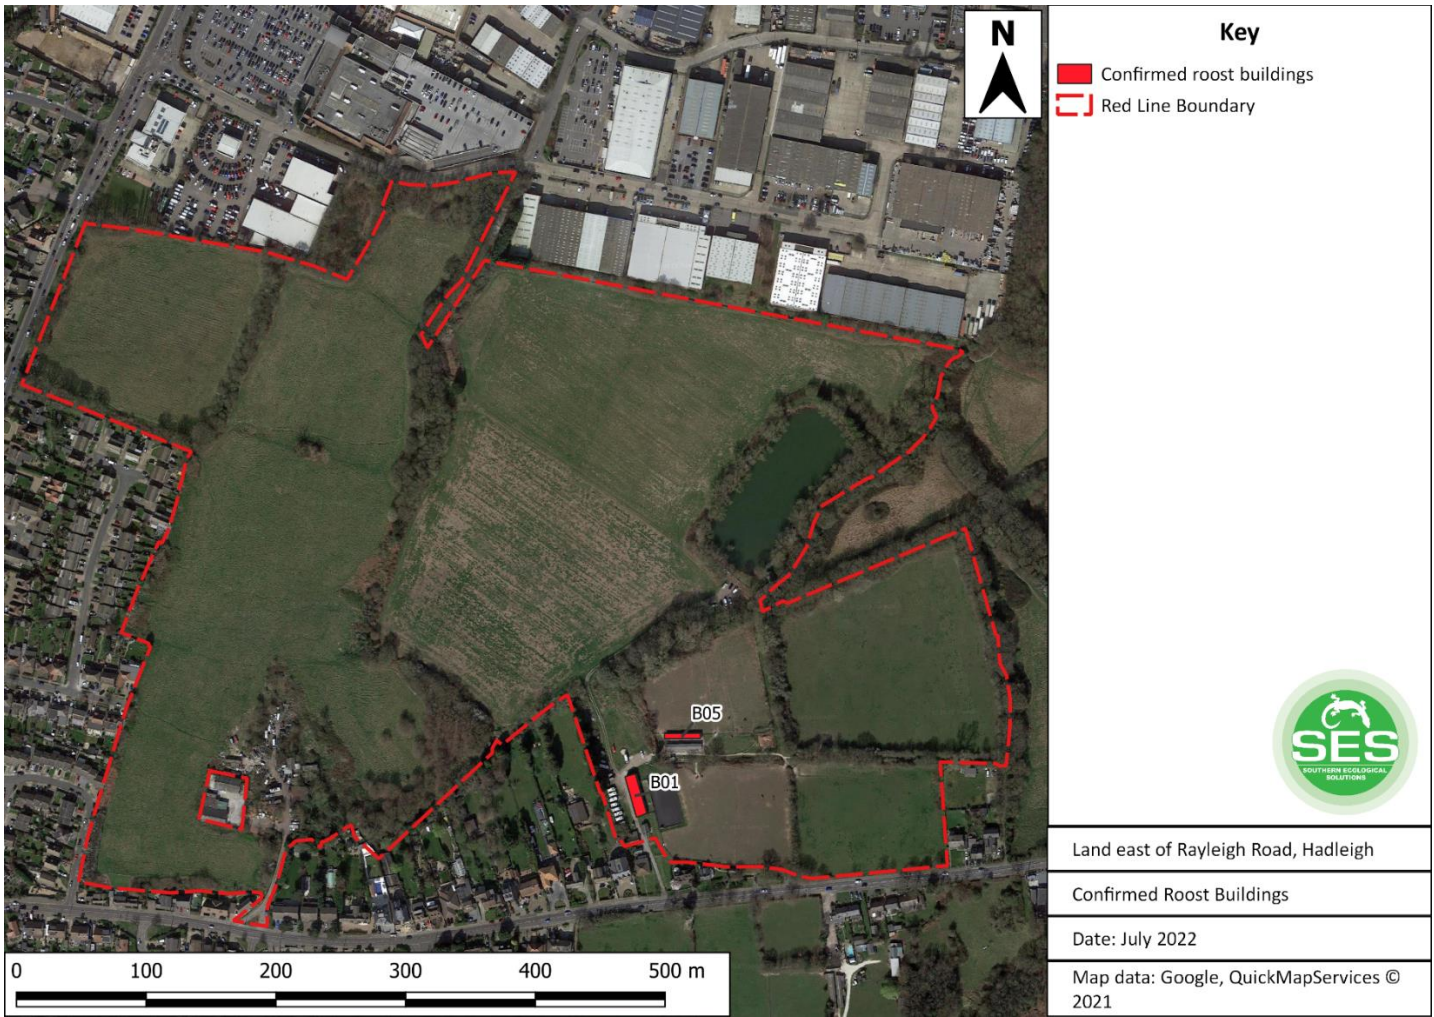 N
Key
Confirmed roost buildings
Red Line Boundary
B05
B01
SES
SOUTHERN ECOLOGICAL
SOLUTIONS
Land east of Rayleigh Road, Hadleigh
Confirmed Roost Buildings
Date: July 2022
Map data: Google, QuickMapServices ©
2021
0 100 200 300 400 500 m